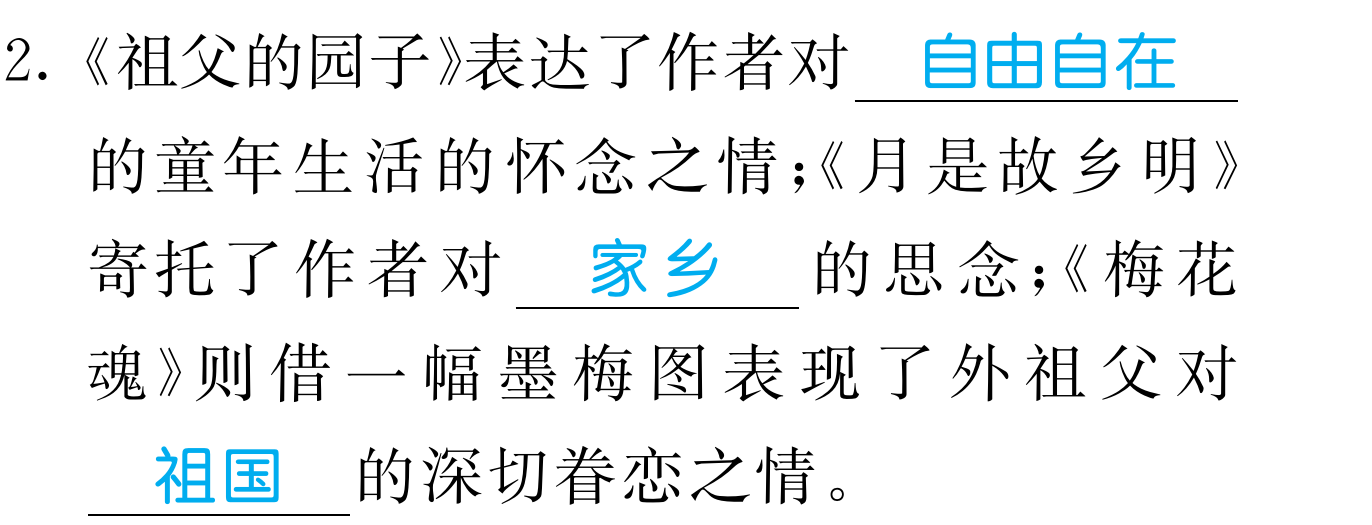 2.《祖父的园子》表达了作者对 自由自在
的童年生活的怀念之情;《月是故乡明》
寄托了作者对 家乡 的思念;《梅花
魂》则借一幅墨梅图表现了外祖父对
祖国 的深切眷恋之情。